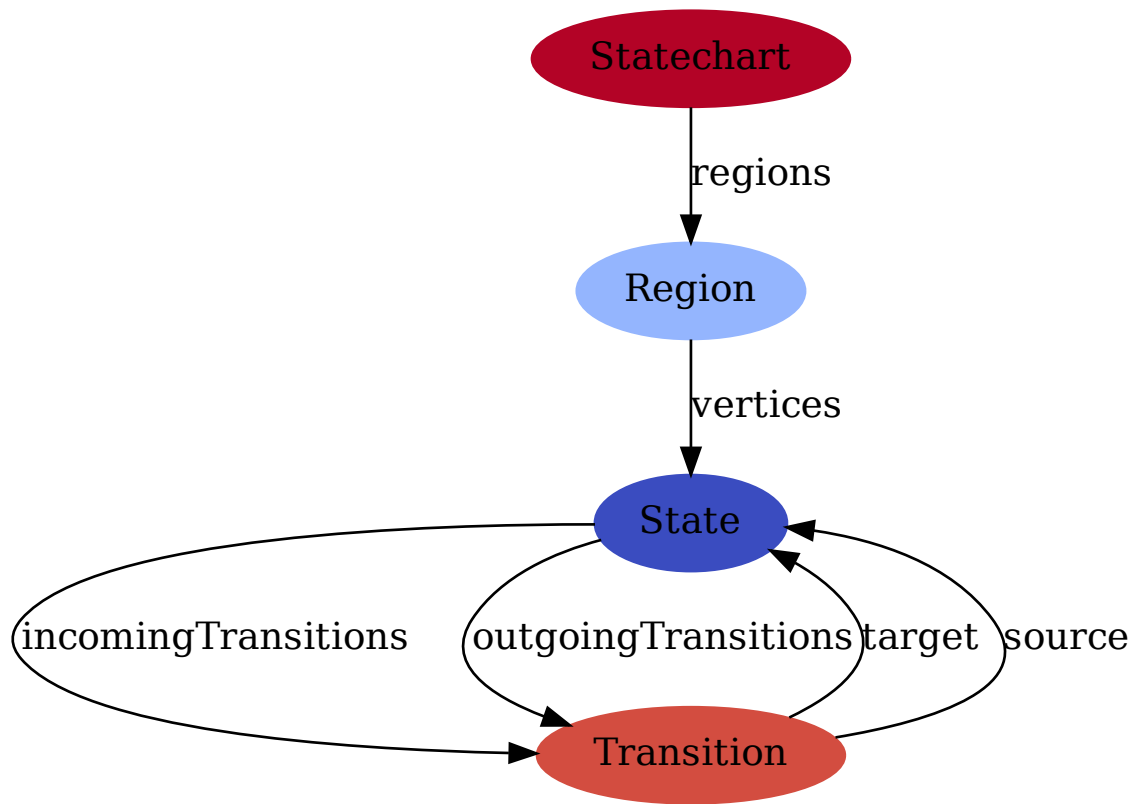 Statechart
regions
Region
vertices
State
incomingTransitions
outgoingTransitions
target
source
Transition